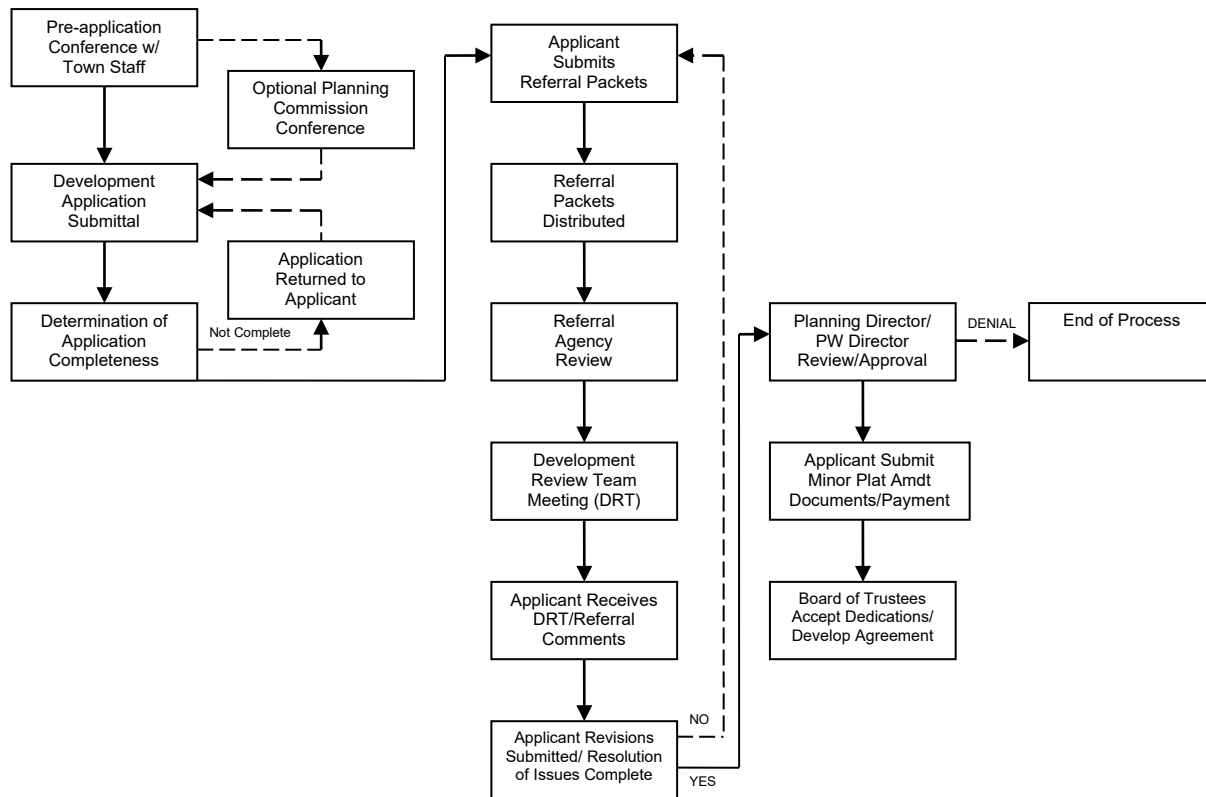 Pre-application
Conference w/
Town Staff
Optional Planning
Commission
Conference
Development
Application
Submittal
Application
Returned to
Applicant
Determination of
Application
Completeness
Not Complete
Applicant
Submits
Referral Packets
Referral
Packets
Distributed
Referral
Agency
Review
Development
Review Team
Meeting (DRT)
Applicant Receives
DRT/Referral
Comments
Applicant Revisions
Submitted/ Resolution
of Issues Complete
NO
YES
Planning Director/
PW Director
Review/Approval
DENIAL
End of Process
Applicant Submit
Minor Plat Amdt
Documents/Payment
Board of Trustees
Accept Dedications/
Develop Agreement